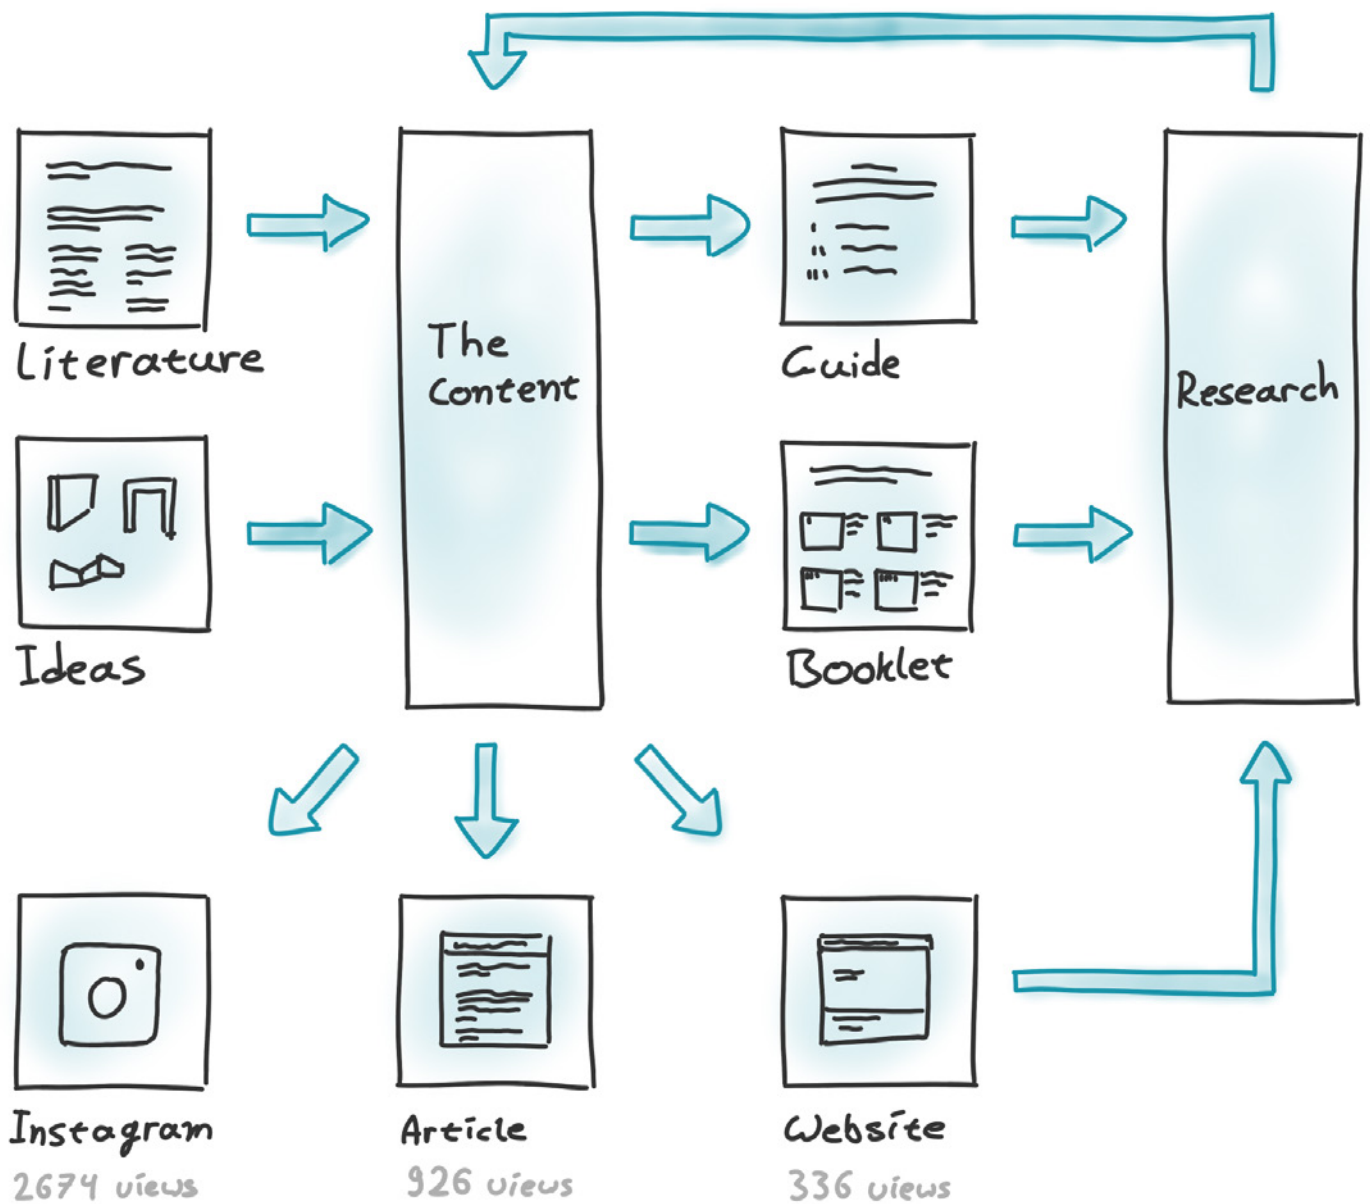 Literature
The
Content
Guide
Research
Ideas
Booklet
Instagram
2674 views
Article
926 views
Website
336 views